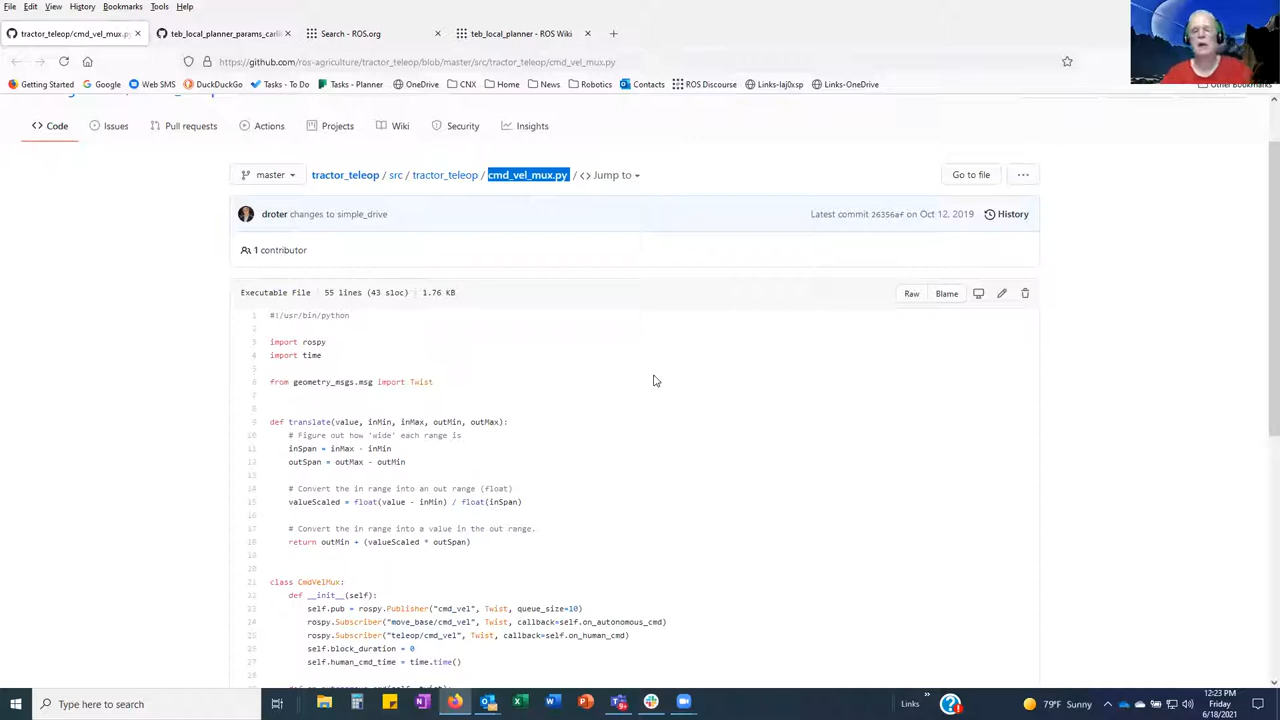 File Edit View History Bookmarks Tools Help
tractor_teleop/cmd_vel_mux.py
teb_local_planner_params_carli
Search - ROS.org
teb_local_planner - ROS Wiki
https://github.com/ros-agriculture/tractor_teleop/blob/master/src/tractor_teleop/cmd_vel_mux.py
Getting Started Google Web SMS DuckDuckGo Tasks - To Do Tasks - Planner OneDrive CNX Home News Robotics Contacts ROS Discourse Links-laj0xsp Links-OneDrive Other Bookmarks
Code Issues Pull requests Actions Projects Wiki Security Insights
master tractor_teleop / src / tractor_teleop / cmd_vel_mux.py / Jump to Go to file ...
droter changes to simple_drive Latest commit 26356af on Oct 12, 2019 History
1 contributor
Executable File 55 lines (43 sloc) 1.76 KB Raw Blame
1 #!/usr/bin/python
2
3 import rospy
4 import time
5
6 from geometry_msgs.msg import Twist
7
8
9 def translate(value, inMin, inMax, outMin, outMax):
10 # Figure out how 'wide' each range is
11 inSpan = inMax - inMin
12 outSpan = outMax - outMin
13
14 # Convert the in range into an out range (float)
15 valueScaled = float(value - inMin) / float(inSpan)
16
17 # Convert the in range into a value in the out range.
18 return outMin + (valueScaled * outSpan)
19
20
21 class CmdVelMux:
22 def __init__(self):
23 self.pub = rospy.Publisher("cmd_vel", Twist, queue_size=10)
24 rospy.Subscriber("move_base/cmd_vel", Twist, callback=self.on_autonomous_cmd)
25 rospy.Subscriber("teleop/cmd_vel", Twist, callback=self.on_human_cmd)
26 self.block_duration = 0
27 self.human_cmd_time = time.time()
Type here to search
Links
79°F Sunny
12:23 PM
Friday
6/18/2021